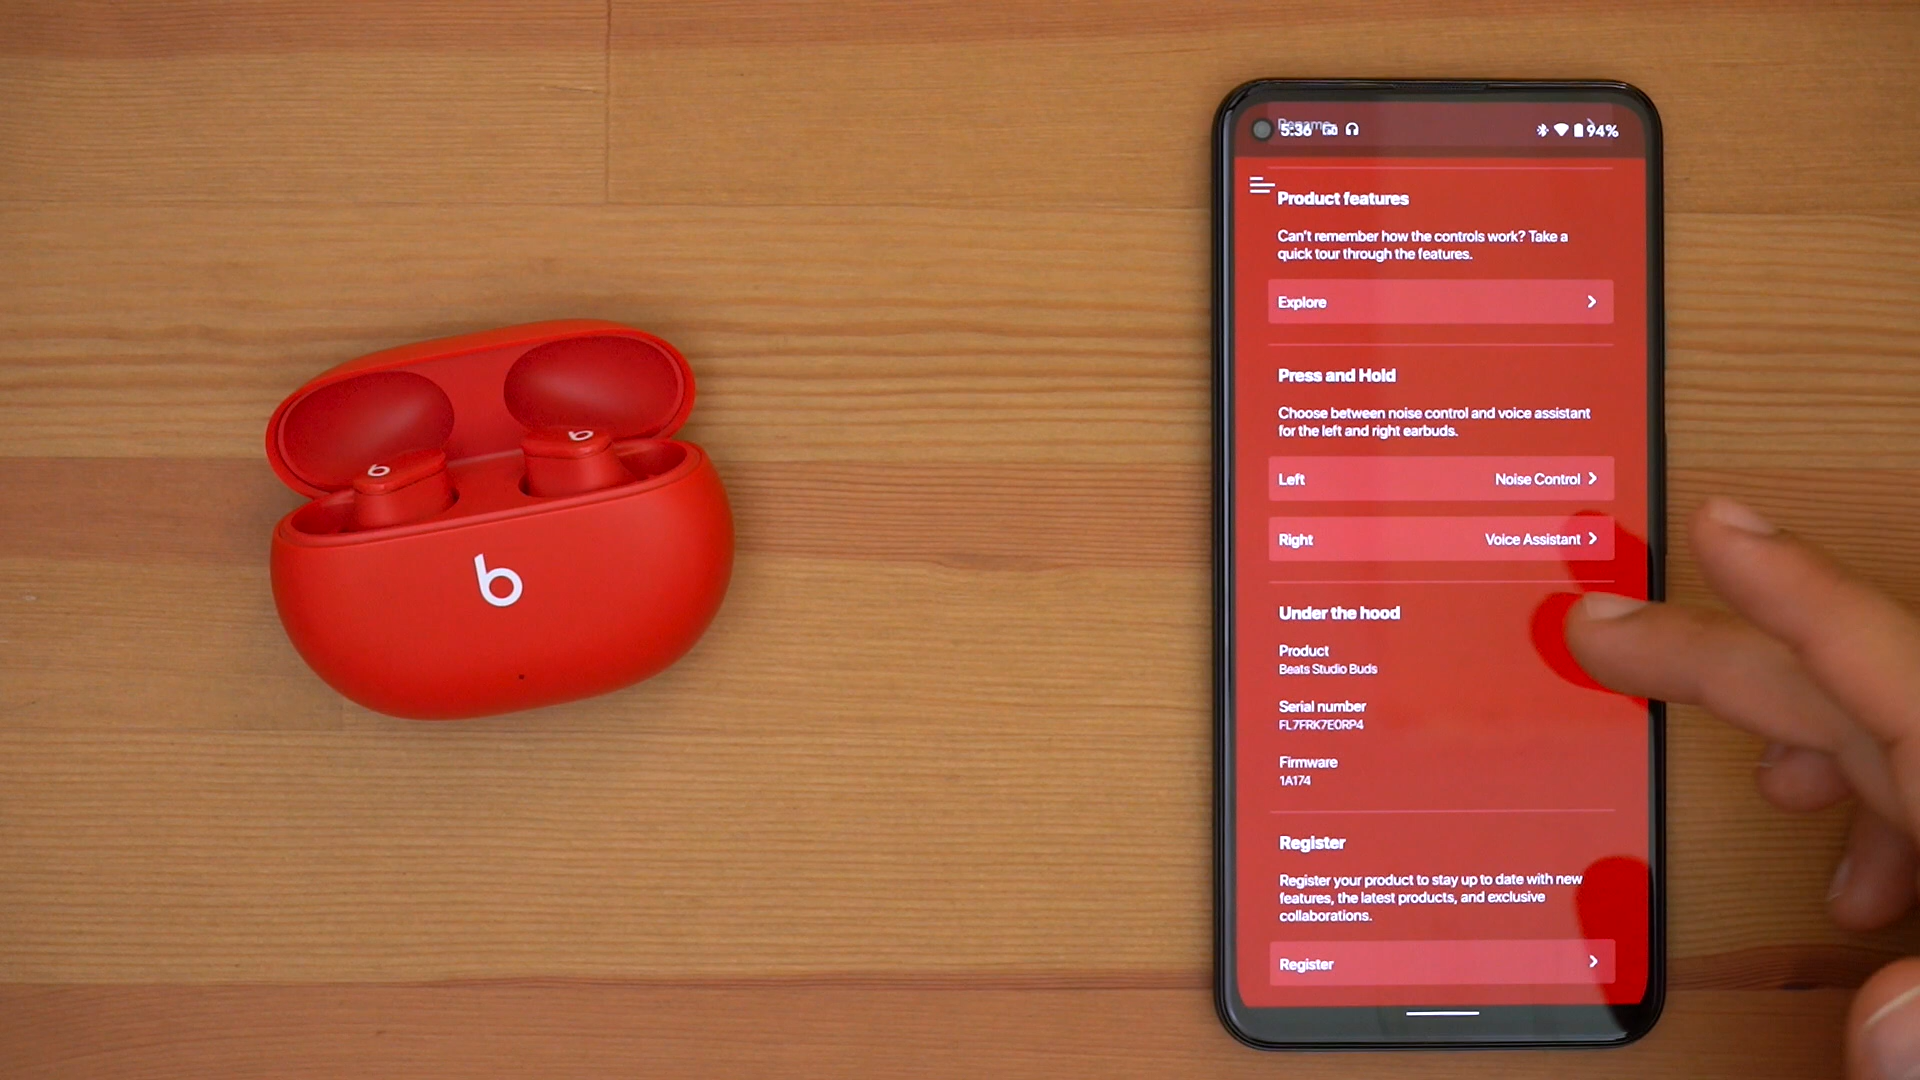 b
b
b
Rename
5:36
94%
Product features
Can't remember how the controls work? Take a
quick tour through the features.
Explore
Press and Hold
Choose between noise control and voice assistant
for the left and right earbuds.
Left Noise Control
Right Voice Assistant
Under the hood
Product
Beats Studio Buds
Serial number
FL7FRK7E0RP4
Firmware
1A174
Register
Register your product to stay up to date with new
features, the latest products, and exclusive
collaborations.
Register